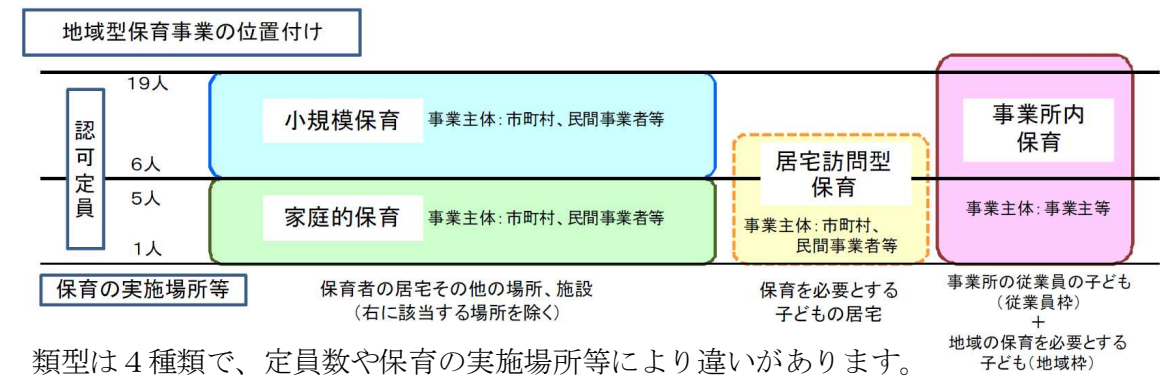 地域型保育事業の位置付け
認可定員
19人
6人
5人
1人
小規模保育
事業主体:市町村、民間事業者等
家庭的保育
事業主体:市町村、民間事業者等
居宅訪問型
保育
事業主体:市町村、
民間事業者等
事業所内
保育
事業主体:事業主等
保育の実施場所等
保育者の居宅その他の場所、施設
(右に該当する場所を除く)
保育を必要とする
子どもの居宅
事業所の従業員の子ども
(従業員枠)
+
地域の保育を必要とする
子ども(地域枠)
類型は4種類で、定員数や保育の実施場所等により違いがあります。